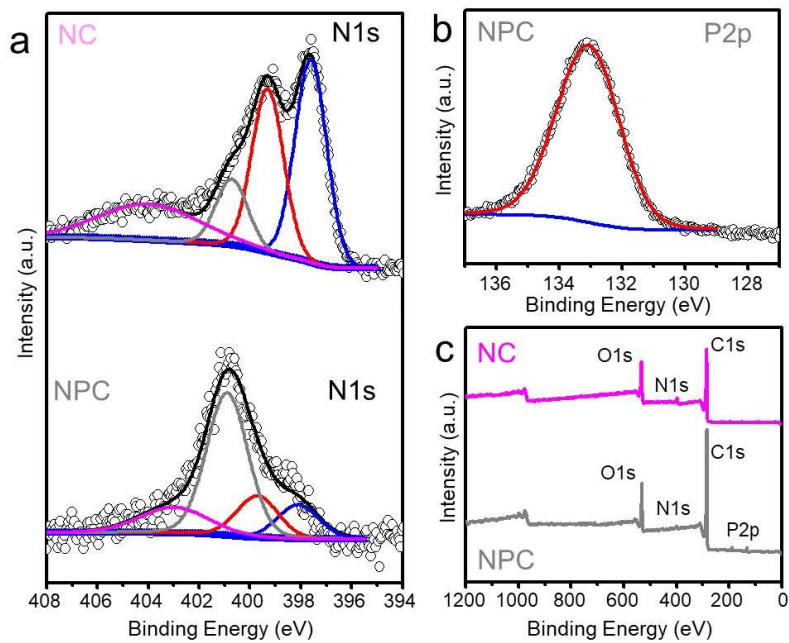 a
NC
N1s
NPC
N1s
Intensity (a.u.)
408 406 404 402 400 398 396 394
Binding Energy (eV)
b
NPC
P2p
Intensity (a.u.)
136 134 132 130 128
Binding Energy (eV)
c
NC
O1s
N1s
C1s
O1s
N1s
C1s
P2p
NPC
Intensity (a.u.)
1200 1000 800 600 400 200 0
Binding Energy (eV)